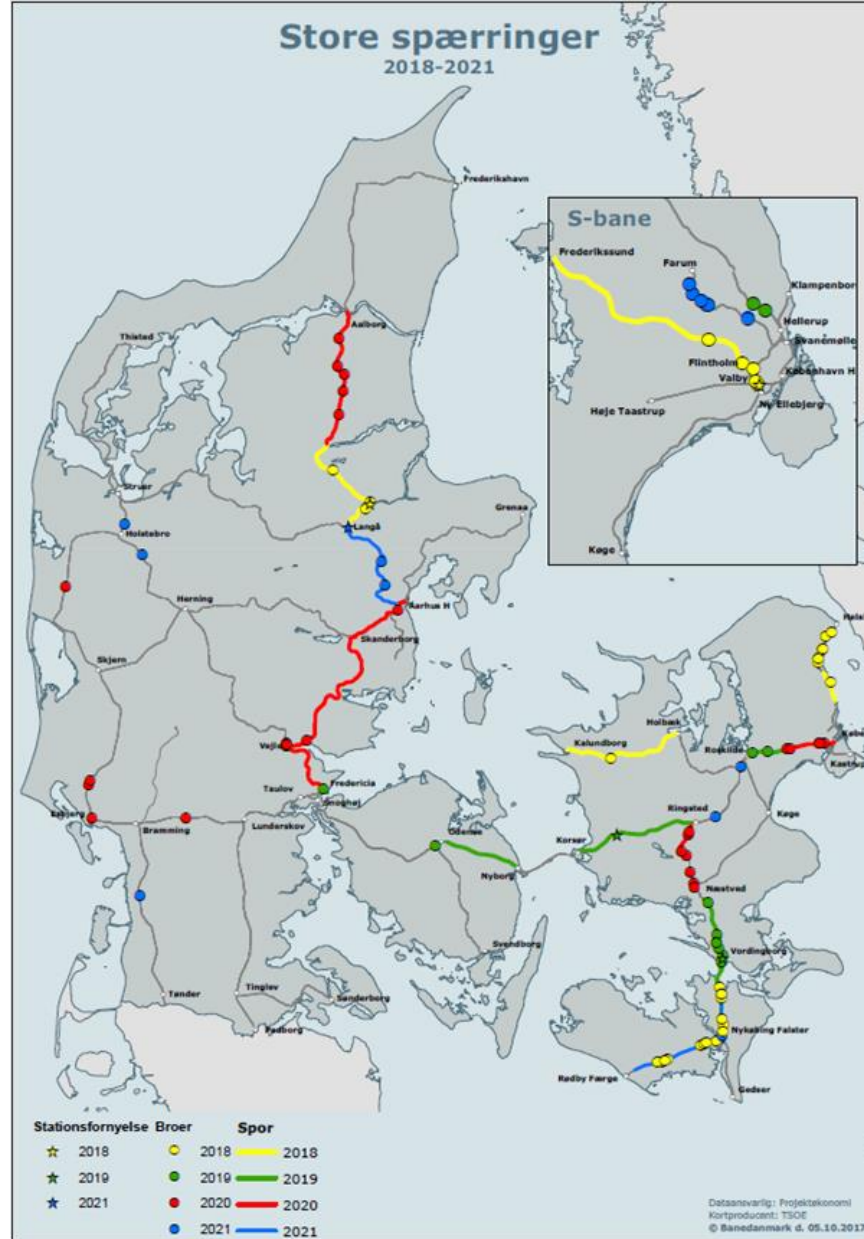 Store spærringer
2018-2021
Frederikshavn
S-bane
Frederikssund
Farum
Klampenbor
Hellerup
Svanemølle
Flintholm
København H
Valby
Ny Ellebjerg
Høje Taastrup
Køge
Aalborg
Thisted
Struer
Holstebro
Langå
Grenaa
Herning
Aarhus H
Skanderborg
Skjern
Vejle
Fredericia
Taulov
Snoghøj
Esbjerg
Bramming
Lunderskov
Odense
Nyborg
Korsør
Svendborg
Tønder
Tinglev
Sønderborg
Padborg
Hels
Holbæk
Kalundborg
Roskilde
Købe
Kastrup
Ringsted
Køge
Næstved
Vordingborg
Nykøbing Falster
Rødby Færge
Gedser
Stationsfornyelse Broer Spor
2018 2018 2018
2019 2019 2019
2021 2020 2020
2021 2021
Dataansvarlig: Projektøkonomi
Kortproducent: TSOE
© Banedanmark d. 05.10.2017